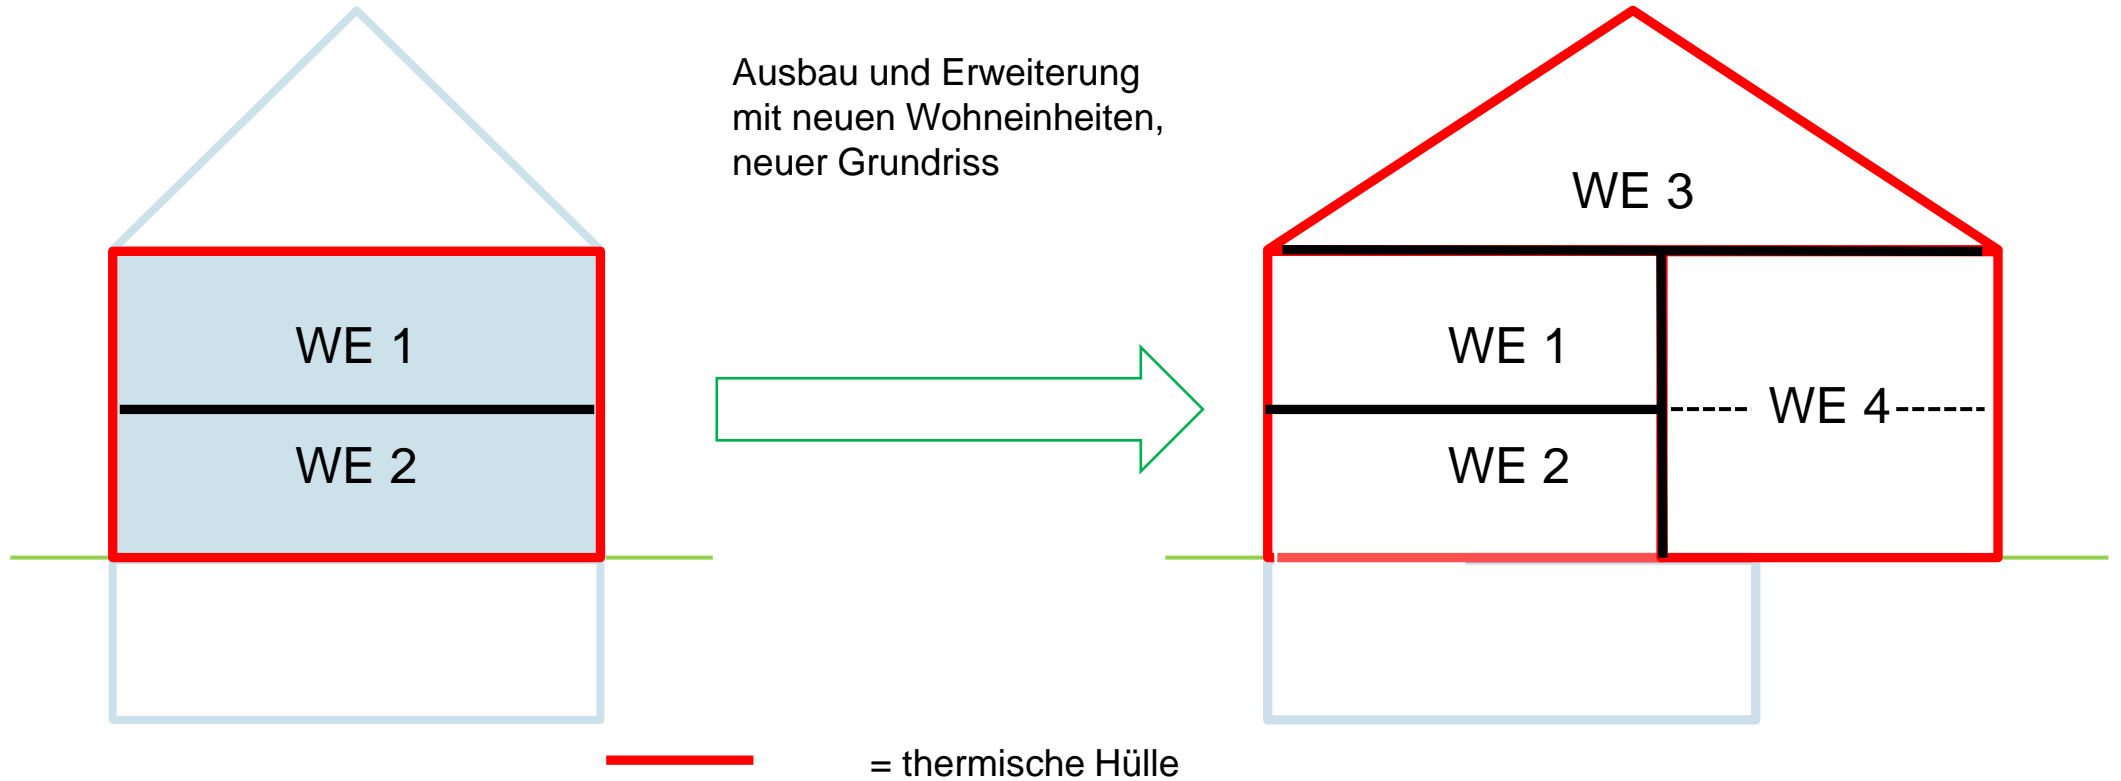 Ausbau und Erweiterung
mit neuen Wohneinheiten,
neuer Grundriss
WE 1
WE 2
WE 3
WE 1
WE 4
WE 2
= thermische Hülle